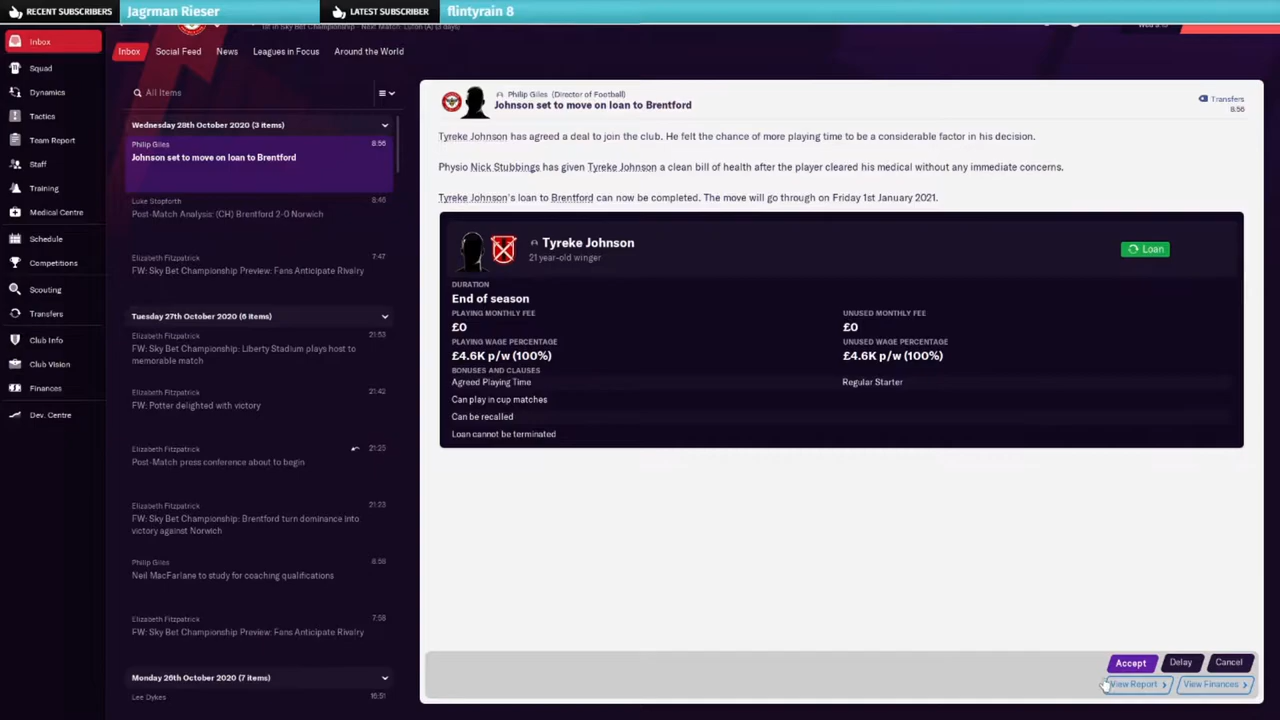 RECENT SUBSCRIBERS Jagrman Rieser LATEST SUBSCRIBER flintyrain 8
1st in Sky Bet Championship - Next Match: Luton (A) (3 days)
Inbox
Squad
Dynamics
Tactics
Team Report
Staff
Training
Medical Centre
Schedule
Competitions
Scouting
Transfers
Club Info
Club Vision
Finances
Dev. Centre
Inbox Social Feed News Leagues in Focus Around the World
All Items
Wednesday 28th October 2020 (3 items)
Philip Giles 8:56
Johnson set to move on loan to Brentford
Luke Stopforth 8:46
Post-Match Analysis: (CH) Brentford 2-0 Norwich
Elizabeth Fitzpatrick 7:47
FW: Sky Bet Championship Preview: Fans Anticipate Rivalry
Tuesday 27th October 2020 (6 items)
Elizabeth Fitzpatrick 21:53
FW: Sky Bet Championship: Liberty Stadium plays host to
memorable match
Elizabeth Fitzpatrick 21:42
FW: Potter delighted with victory
Elizabeth Fitzpatrick 21:25
Post-Match press conference about to begin
Elizabeth Fitzpatrick 21:23
FW: Sky Bet Championship: Brentford turn dominance into
victory against Norwich
Philip Giles 8:56
Neil MacFarlane to study for coaching qualifications
Elizabeth Fitzpatrick 7:58
FW: Sky Bet Championship Preview: Fans Anticipate Rivalry
Monday 26th October 2020 (7 items)
Lee Dykes 16:51
Philip Giles (Director of Football)
Johnson set to move on loan to Brentford
Transfers
8:56
Tyreke Johnson has agreed a deal to join the club. He felt the chance of more playing time to be a considerable factor in his decision.
Physio Nick Stubbings has given Tyreke Johnson a clean bill of health after the player cleared his medical without any immediate concerns.
Tyreke Johnson's loan to Brentford can now be completed. The move will go through on Friday 1st January 2021.
Tyreke Johnson
21 year-old winger
Loan
DURATION
End of season
PLAYING MONTHLY FEE UNUSED MONTHLY FEE
£0 £0
PLAYING WAGE PERCENTAGE UNUSED WAGE PERCENTAGE
£4.6K p/w (100%) £4.6K p/w (100%)
BONUSES AND CLAUSES
Agreed Playing Time Regular Starter
Can play in cup matches
Can be recalled
Loan cannot be terminated
Accept Delay Cancel
View Report View Finances